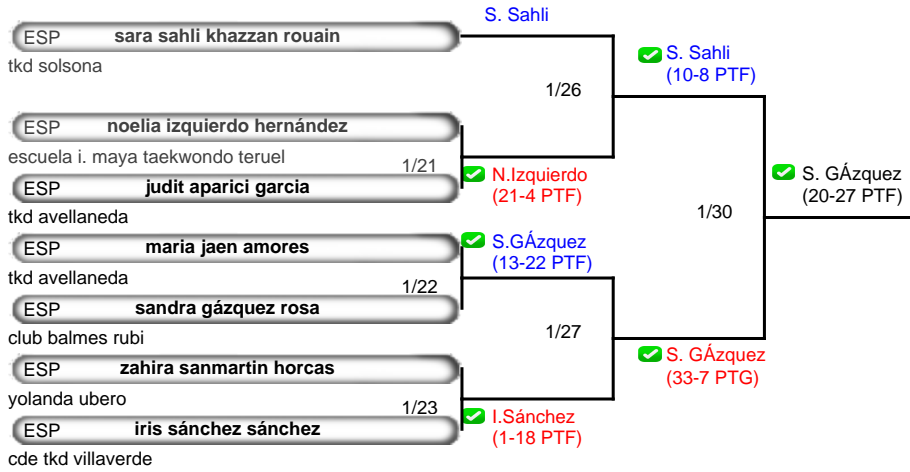 S. Sahli
ESP sara sahli khazzan rouain
tkd solsona
1/26
S. Sahli
(10-8 PTF)
ESP noelia izquierdo hernández
escuela i. maya taekwondo teruel
1/21
N.Izquierdo
(21-4 PTF)
ESP judit aparici garcia
tkd avellaneda
1/30
S. GÁzquez
(20-27 PTF)
ESP maria jaen amores
tkd avellaneda
1/22
S.GÁzquez
(13-22 PTF)
ESP sandra gázquez rosa
club balmes rubi
1/27
S. GÁzquez
(33-7 PTG)
ESP zahira sanmartin horcas
yolanda ubero
1/23
I.Sánchez
(1-18 PTF)
ESP iris sánchez sánchez
cde tkd villaverde